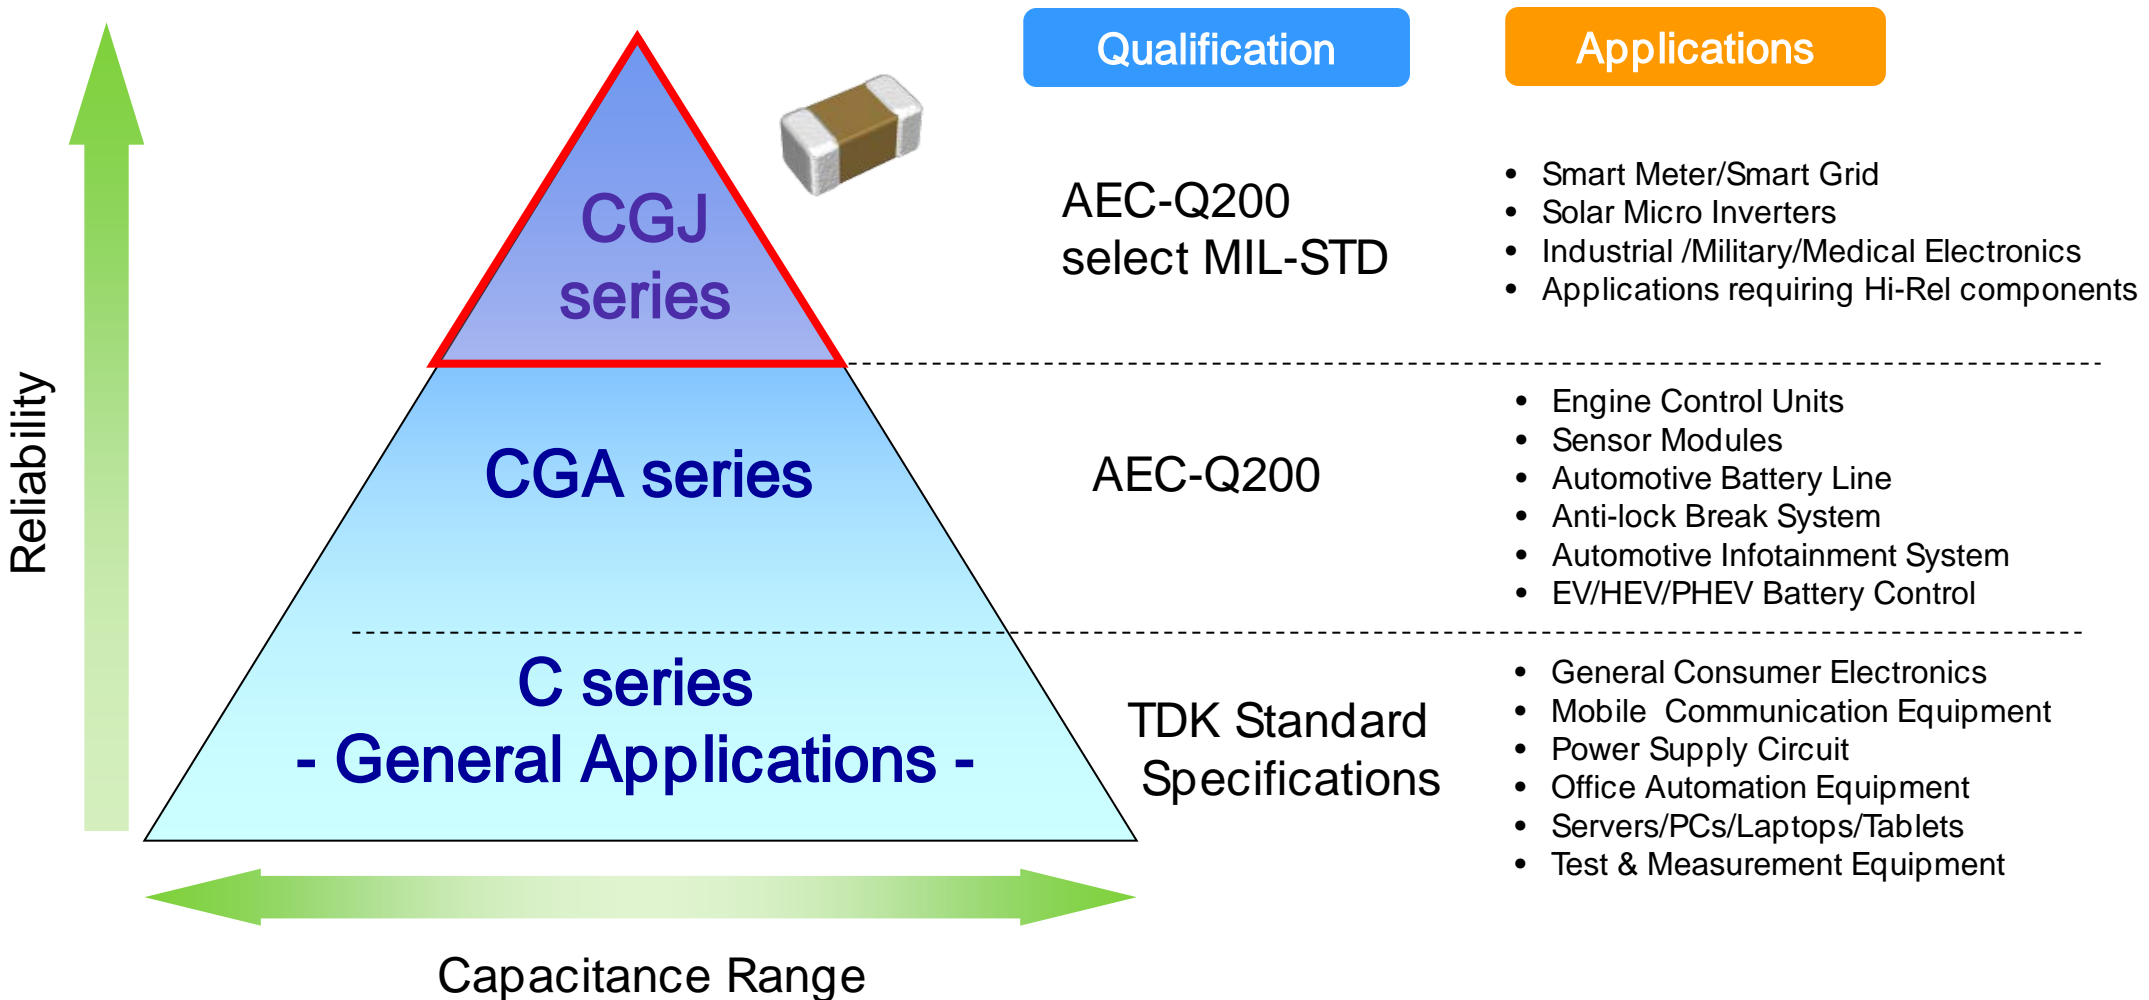 Qualification
Applications
CGJ
series
AEC-Q200
select MIL-STD
• Smart Meter/Smart Grid
• Solar Micro Inverters
• Industrial /Military/Medical Electronics
• Applications requiring Hi-Rel components
Reliability
CGA series
AEC-Q200
• Engine Control Units
• Sensor Modules
• Automotive Battery Line
• Anti-lock Break System
• Automotive Infotainment System
• EV/HEV/PHEV Battery Control
C series
- General Applications -
TDK Standard
Specifications
• General Consumer Electronics
• Mobile  Communication Equipment
• Power Supply Circuit
• Office Automation Equipment
• Servers/PCs/Laptops/Tablets
• Test & Measurement Equipment
Capacitance Range